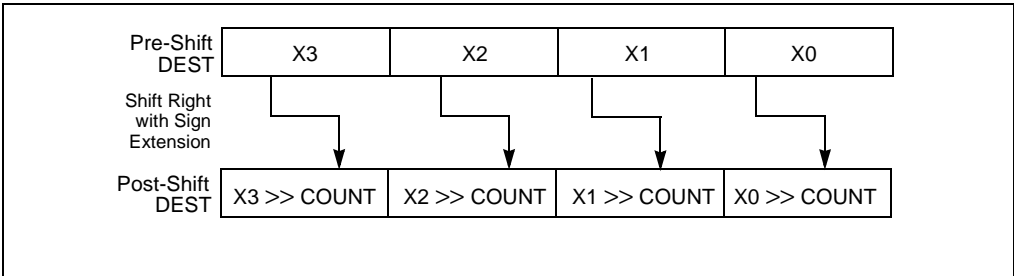 Pre-Shift
DEST
X3 X2 X1 X0
Shift Right
with Sign
Extension
Post-Shift
DEST
X3 >> COUNT X2 >> COUNT X1 >> COUNT X0 >> COUNT